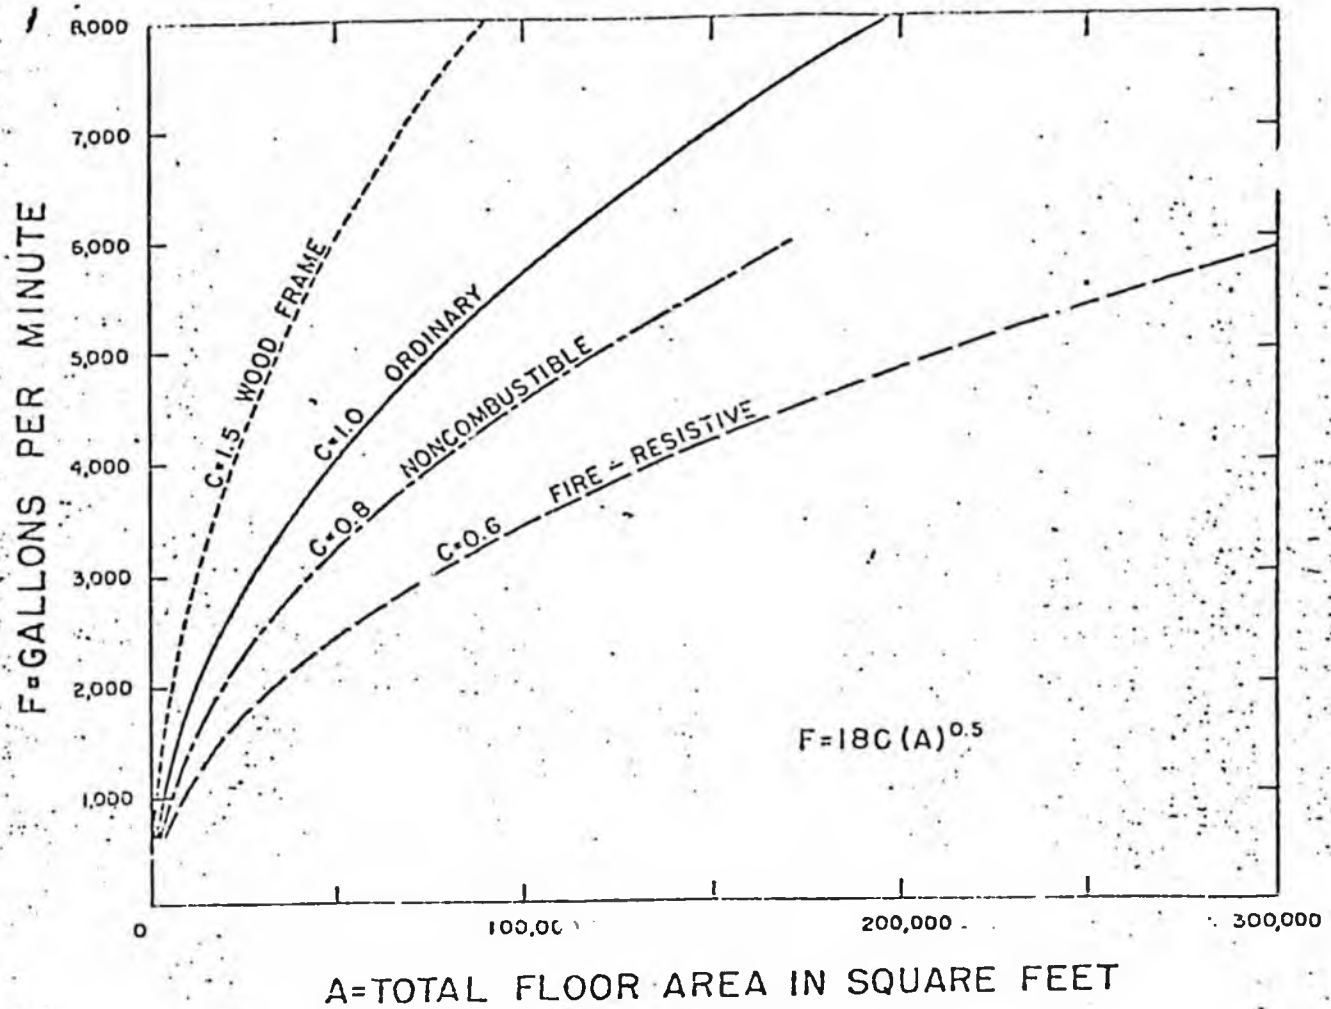 8,000
7,000
6,000
5,000
4,000
3,000
2,000
1,000
F=GALLONS PER MINUTE
C=1.5 WOOD FRAME
C=1.0 ORDINARY
C=0.8 NONCOMBUSTIBLE
C=0.6 FIRE - RESISTIVE
F=18C(A)^0.5
0
200,000
300,000
A=TOTAL FLOOR AREA IN SQUARE FEET